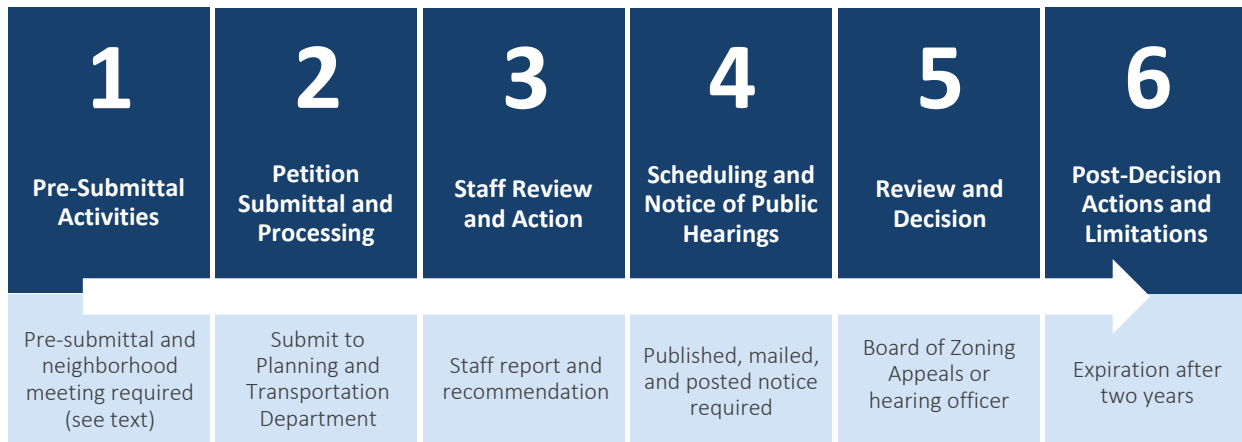 1
Pre-Submittal
Activities
Pre-submittal and
neighborhood
meeting required
(see text)
2
Petition
Submittal and
Processing
Submit to
Planning and
Transportation
Department
3
Staff Review
and Action
Staff report and
recommendation
4
Scheduling and
Notice of Public
Hearings
Published, mailed,
and posted notice
required
5
Review and
Decision
Board of Zoning
Appeals or
hearing officer
6
Post-Decision
Actions and
Limitations
Expiration after
two years